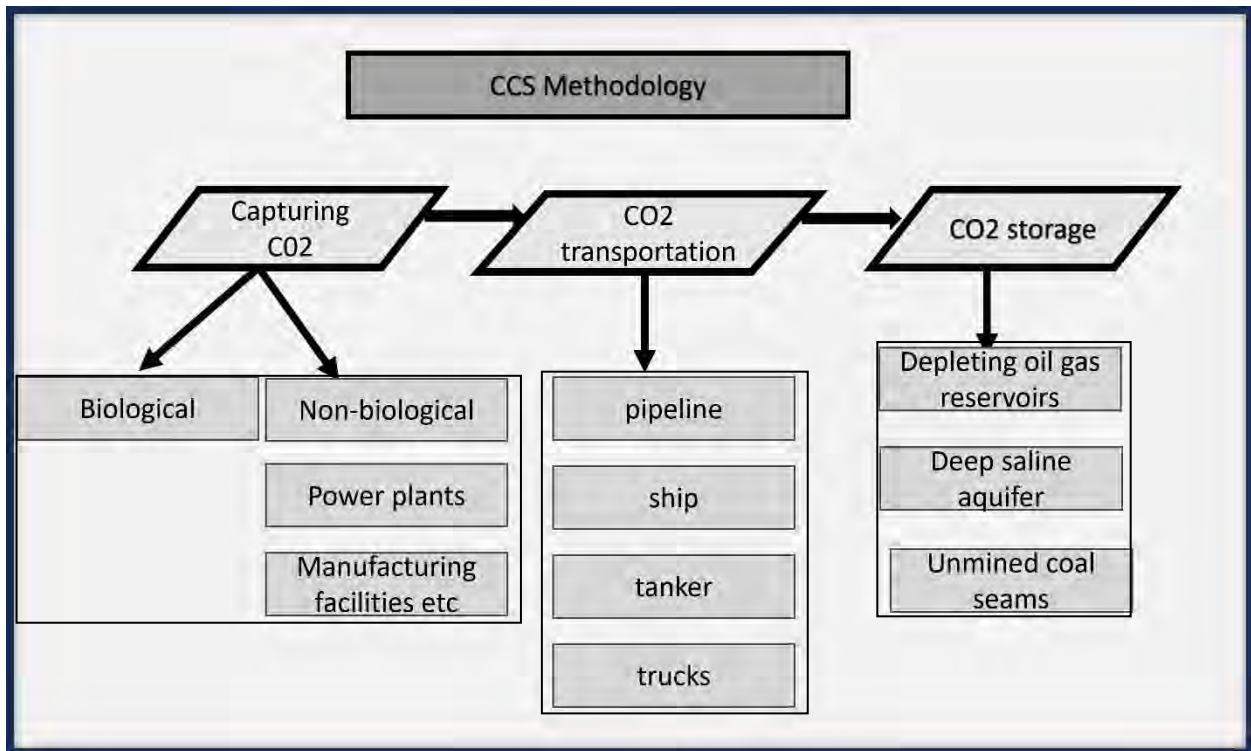 CCS Methodology
Capturing
C02
CO2
transportation
CO2 storage
Biological
Non-biological
Power plants
Manufacturing
facilities etc
pipeline
ship
tanker
trucks
Depleting oil gas
reservoirs
Deep saline
aquifer
Unmined coal
seams